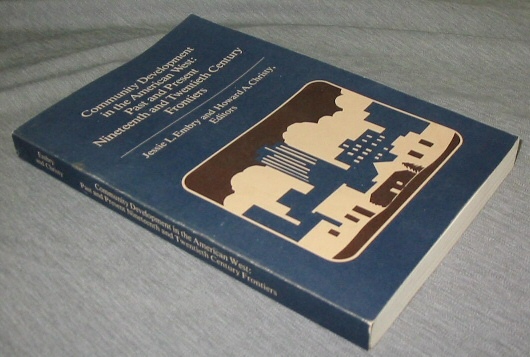 Community Development
in the American West:
Past and Present
Nineteenth and Twentieth Century
Frontiers
Jessie L. Embry and Howard A. Christy,
Editors
Embry
and Christy
Community Development in the American West:
Past and Present Nineteenth and Twentieth Century Frontiers